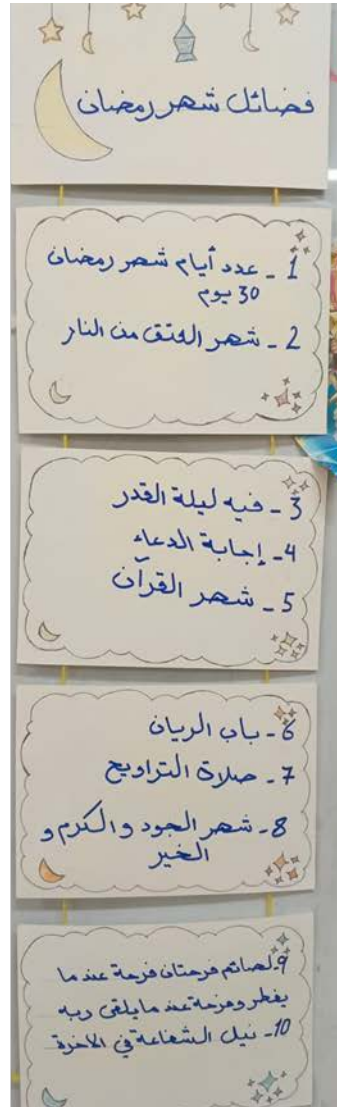 فضائل شهر رمضان
1 - عدد أيام شهر رمضان
30 يوم
2 - شهر العتق من النار
3 - فيه ليلة القدر
4 - إجابة الدعاء
5 - شهر القرآن
6 - باب الريان
7 - صلاة التراويح
8 - شهر الجود والكرم و
الخير
9 - لصائم فرحتان فرحة عند ما
يفطر وفرحة عند ما يلقى ربه
10 - نيل الشفاعة في الاخرة